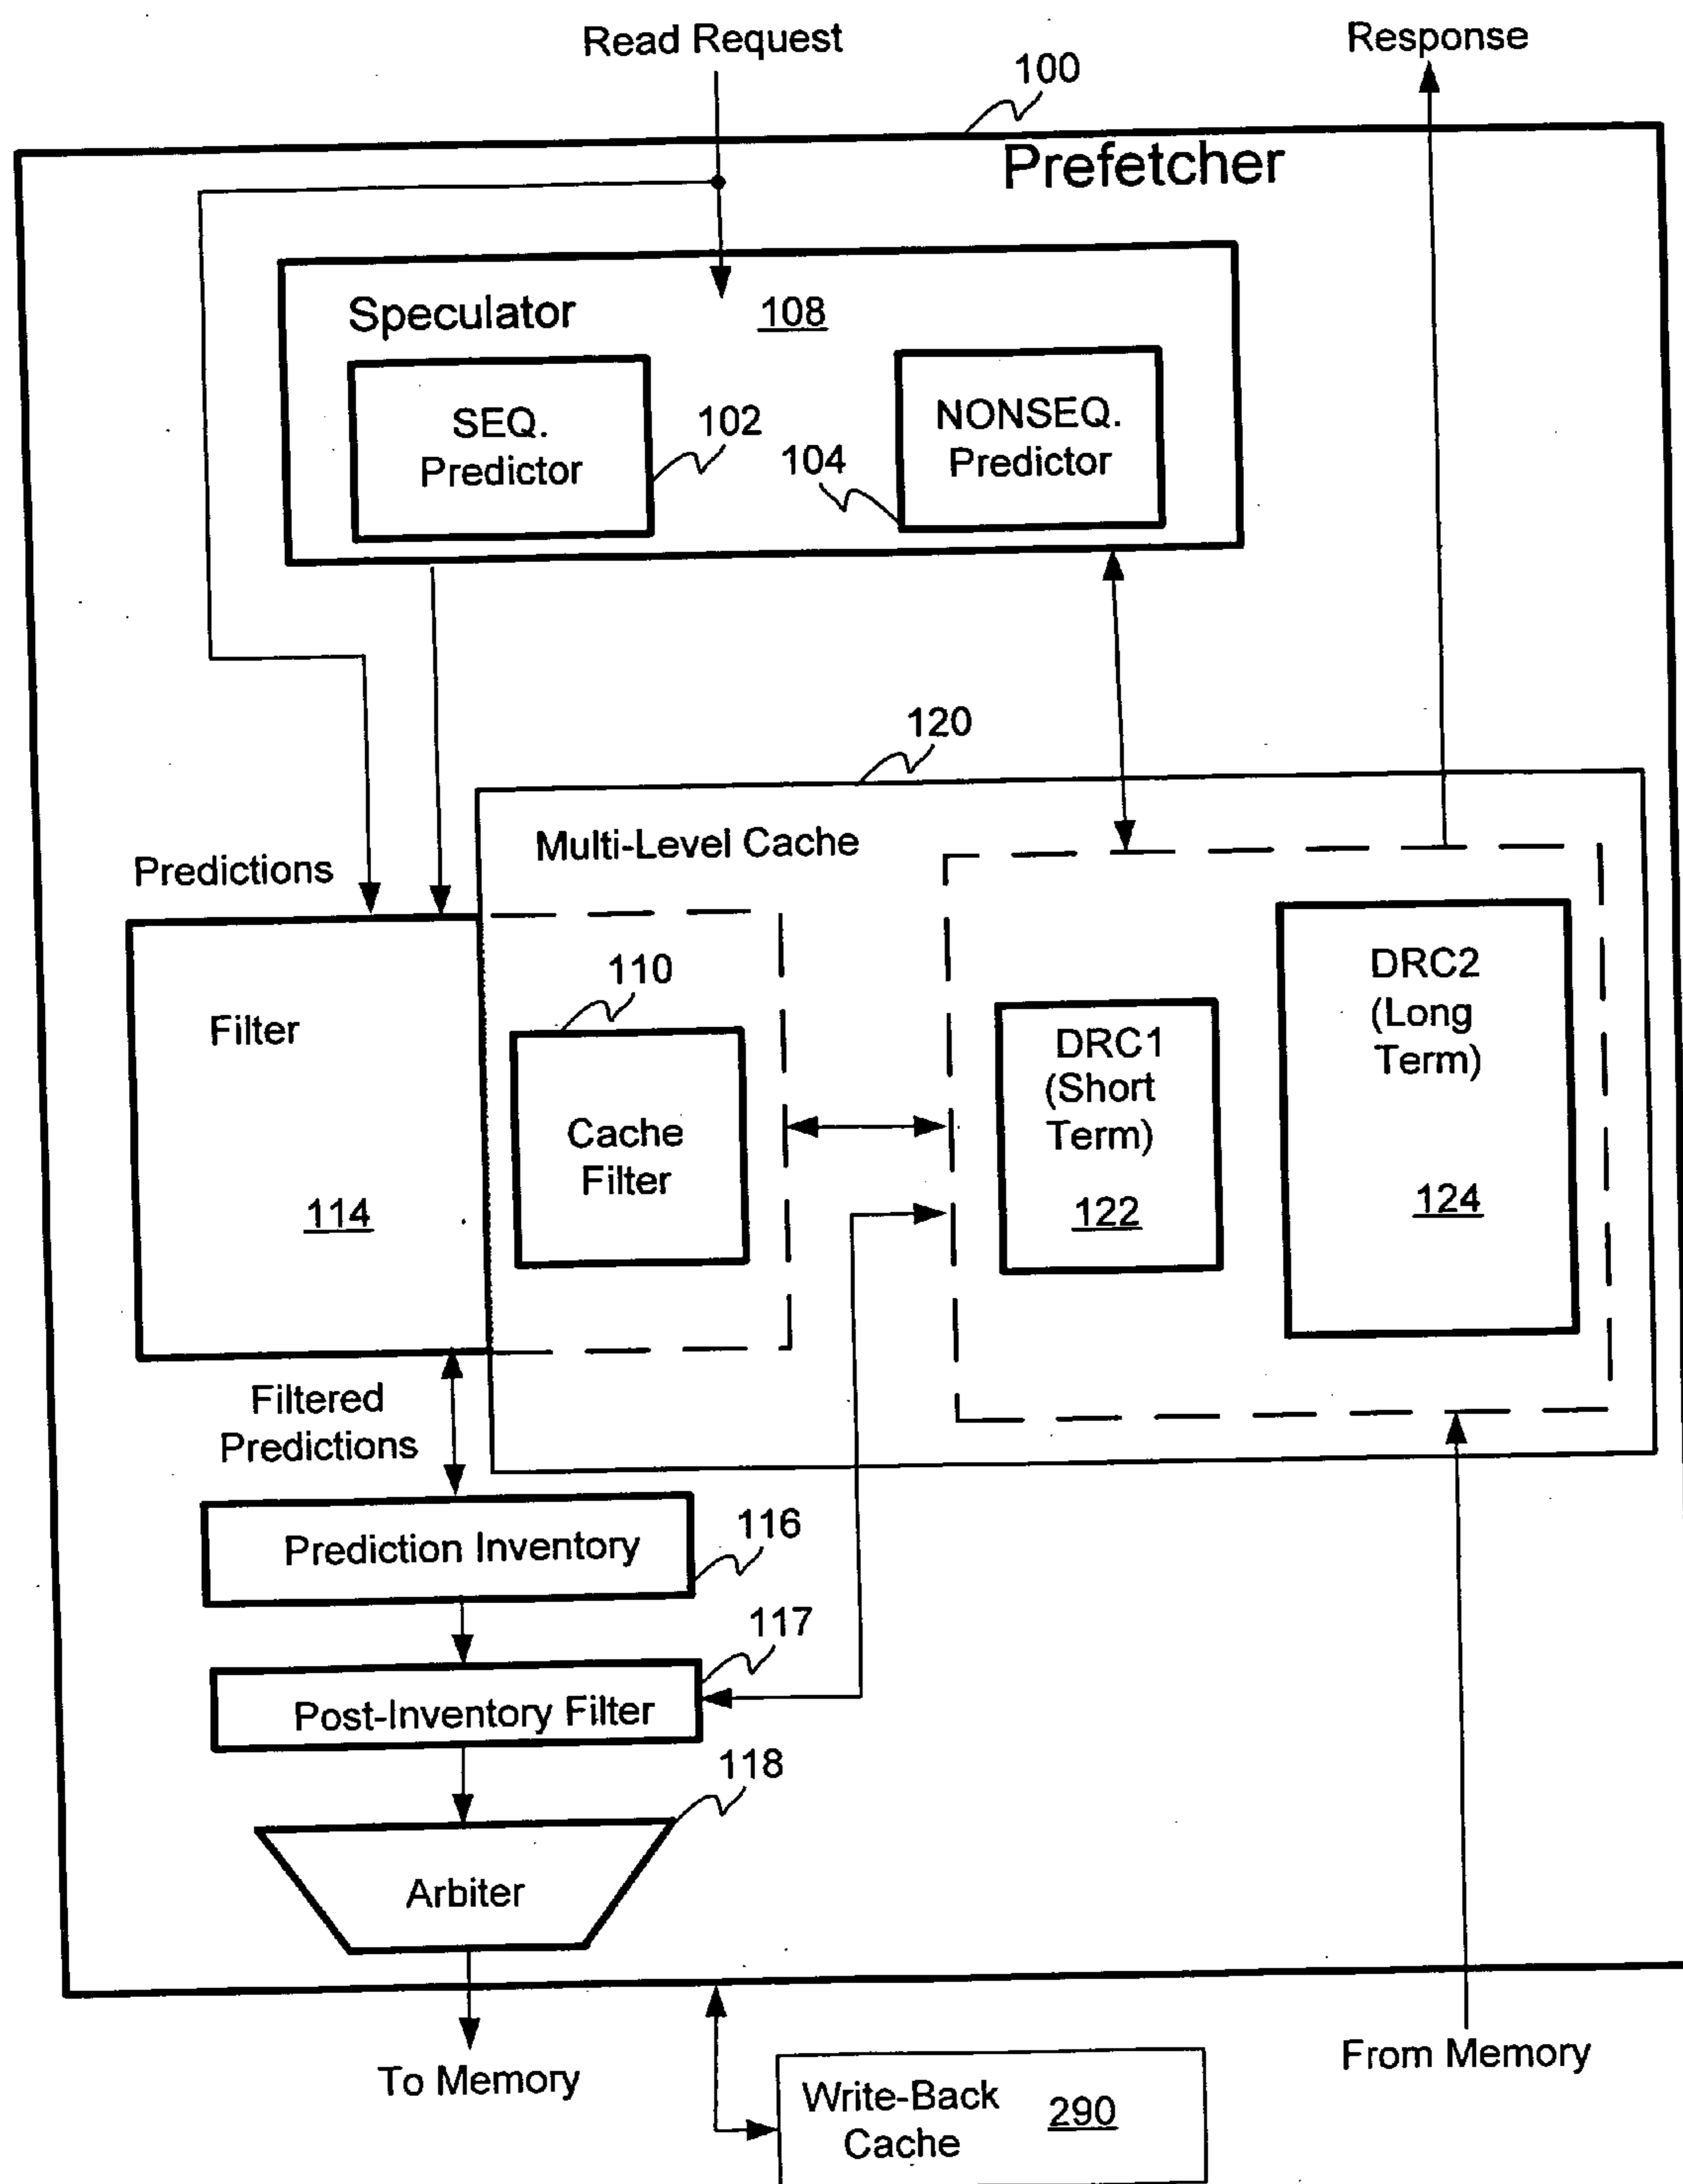 Read Request
Response
100
Prefetcher
Speculator
108
SEQ.
Predictor
102
NONSEQ.
Predictor
104
120
Multi-Level Cache
Predictions
Filter
114
110
Cache
Filter
DRC1
(Short
Term)
122
DRC2
(Long
Term)
124
Filtered
Predictions
Prediction Inventory
116
117
Post-Inventory Filter
118
Arbiter
To Memory
From Memory
Write-Back
Cache
290